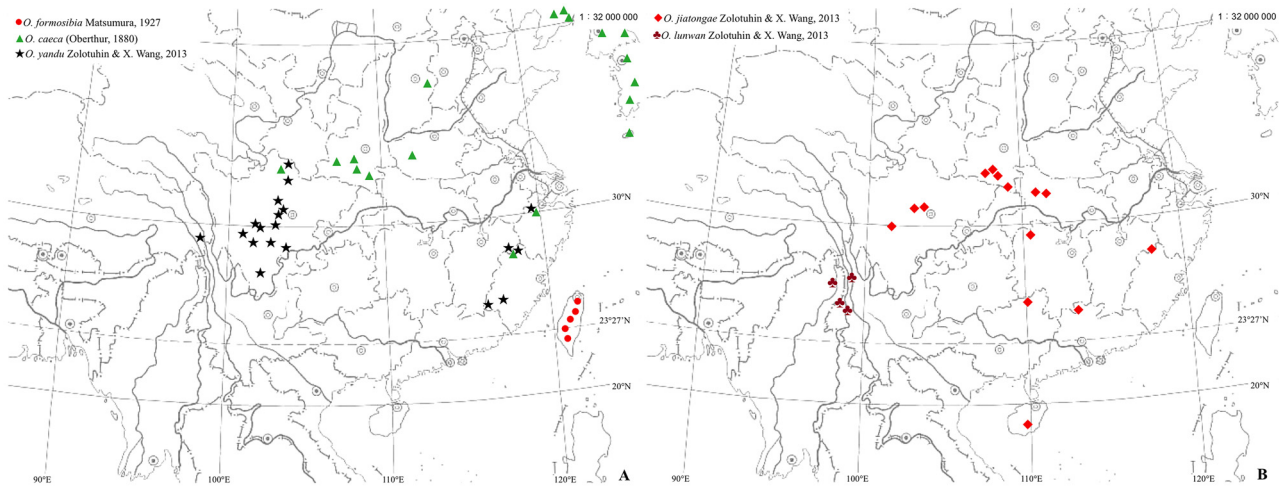 O. formosibia Matsumura, 1927
O. caeca (Oberthur, 1880)
O. yandu Zolotuhin & X. Wang, 2013
1 : 32 000 000
30°N
23°27'N
20°N
90°E
100°E
110°E
120°E
A
O. jiatongae Zolotuhin & X. Wang, 2013
O. lunwan Zolotuhin & X. Wang, 2013
1 : 32 000 000
30°N
23°27'N
20°N
90°E
100°E
110°E
120°E
B